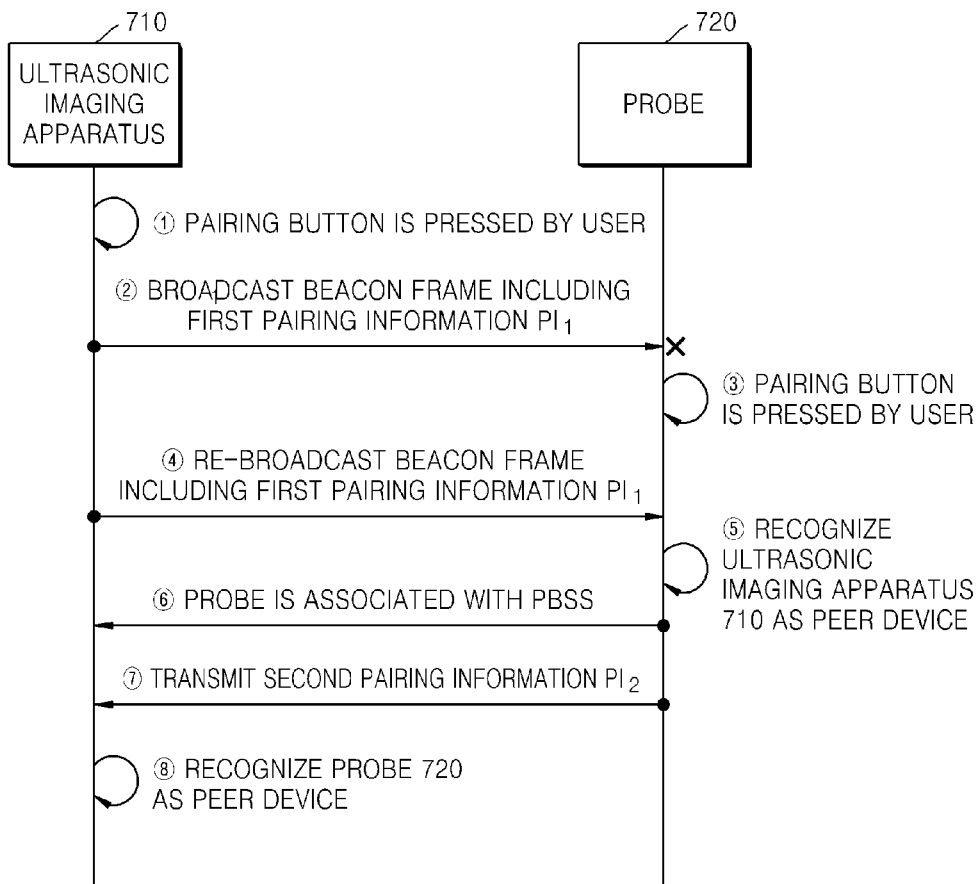 710
720
ULTRASONIC
IMAGING
APPARATUS
PROBE
① PAIRING BUTTON IS PRESSED BY USER
② BROADCAST BEACON FRAME INCLUDING
FIRST PAIRING INFORMATION PI1
③ PAIRING BUTTON
IS PRESSED BY USER
④ RE-BROADCAST BEACON FRAME
INCLUDING FIRST PAIRING INFORMATION PI1
⑤ RECOGNIZE
ULTRASONIC
IMAGING APPARATUS
710 AS PEER DEVICE
⑥ PROBE IS ASSOCIATED WITH PBSS
⑦ TRANSMIT SECOND PAIRING INFORMATION PI2
⑧ RECOGNIZE PROBE 720
AS PEER DEVICE